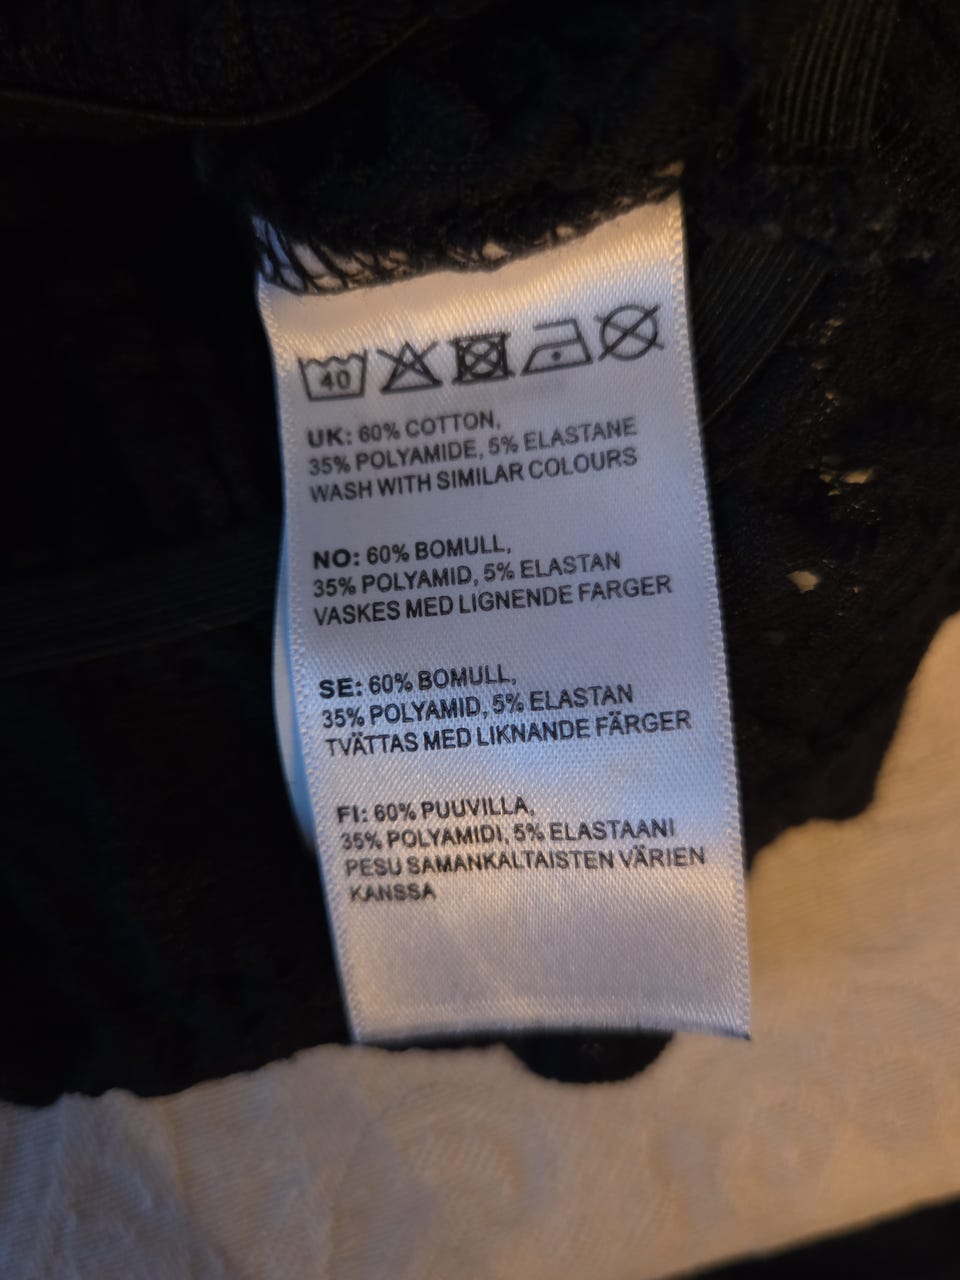 40
UK: 60% COTTON,
35% POLYAMIDE, 5% ELASTANE
WASH WITH SIMILAR COLOURS
NO: 60% BOMULL,
35% POLYAMID, 5% ELASTAN
VASKES MED LIGNENDE FARGER
SE: 60% BOMULL,
35% POLYAMID, 5% ELASTAN
TVÄTTAS MED LIKNANDE FÄRGER
FI: 60% PUUVILLA,
35% POLYAMIDI, 5% ELASTAANI
PESU SAMANKALTAISTEN VÄRIEN
KANSSA